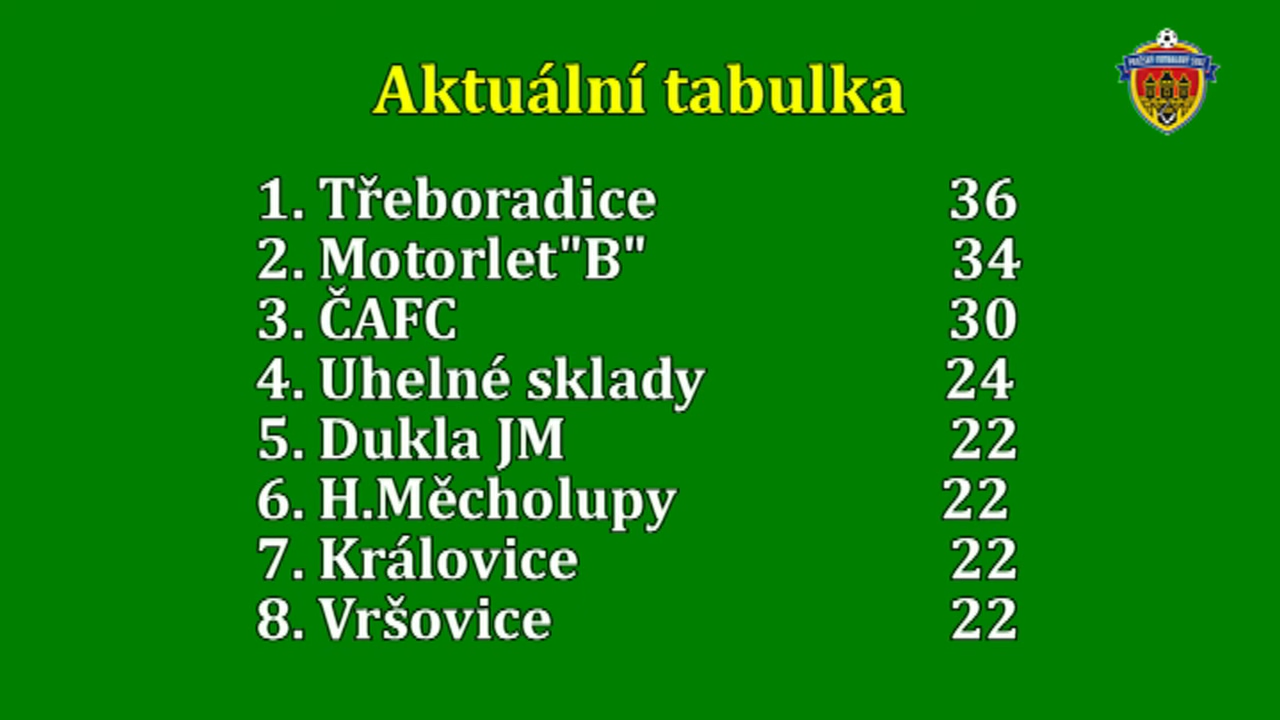 Aktuální tabulka
1. Třeboradice 36
2. Motorlet"B" 34
3. ČAFC 30
4. Uhelné sklady 24
5. Dukla JM 22
6. H.Měcholupy 22
7. Královice 22
8. Vršovice 22